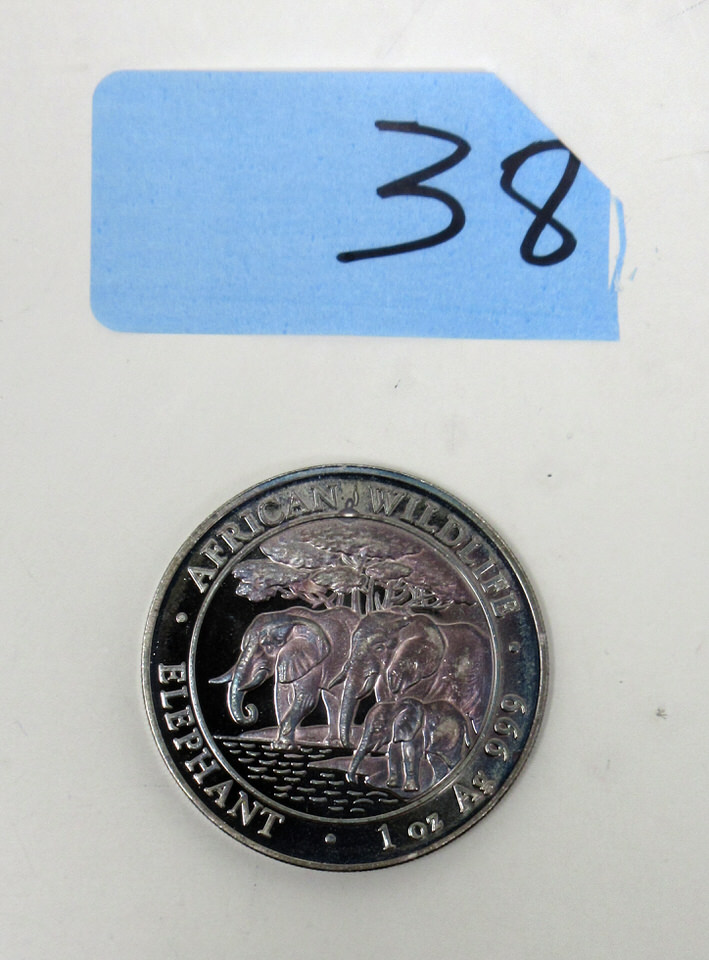 38
AFRICAN WILDLIFE
ELEPHANT · 1 oz Ag 999